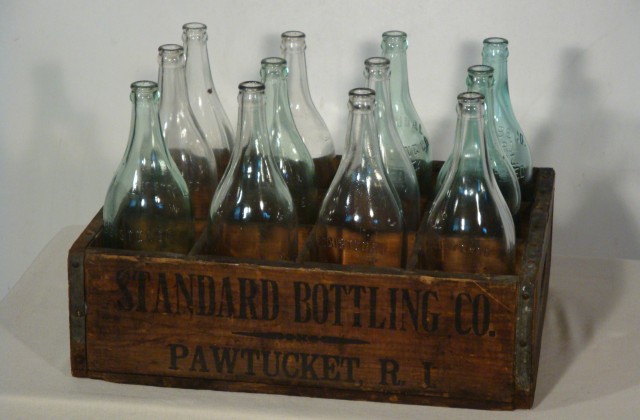 STANDARD BOTTLING CO.
PAWTUCKET, R. I.